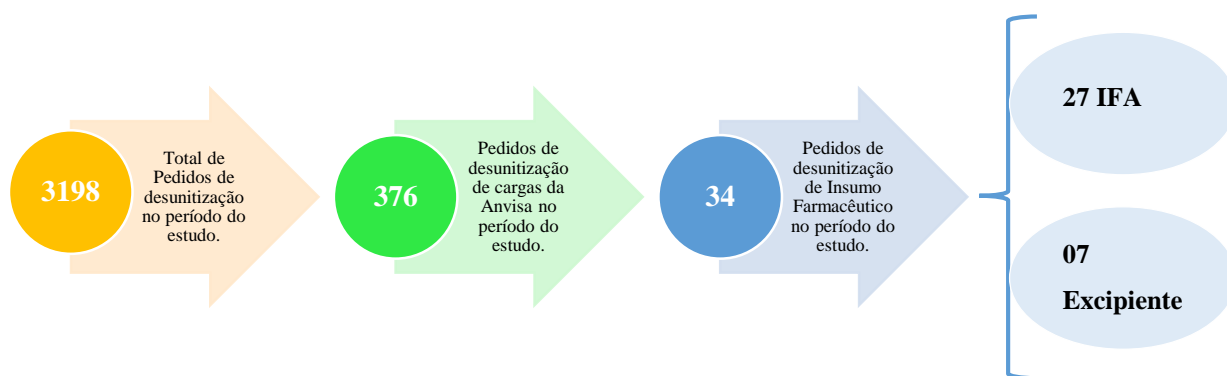 3198
Total de
Pedidos de
desunitização
no período do
estudo.
376
Pedidos de
desunitização
de cargas da
Anvisa no
período do
estudo.
34
Pedidos de
desunitização
de Insumo
Farmacêutico
no período do
estudo.
27 IFA
07
Excipiente